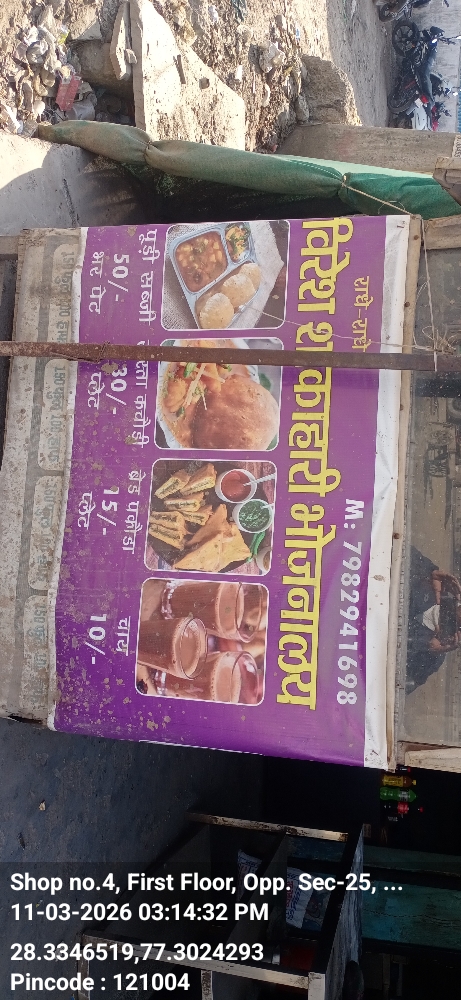 राधे-राधे
M: 7982941698
विरेश शाकाहारी भोजनालय
पूड़ी सब्जी
50/-
भर पेट
कचौड़ी
30/-
प्लेट
ब्रेड पकोडा
15/-
प्लेट
चाय
10/-
Shop no.4, First Floor, Opp. Sec-25, ...
11-03-2026 03:14:32 PM
28.3346519,77.3024293
Pincode : 121004